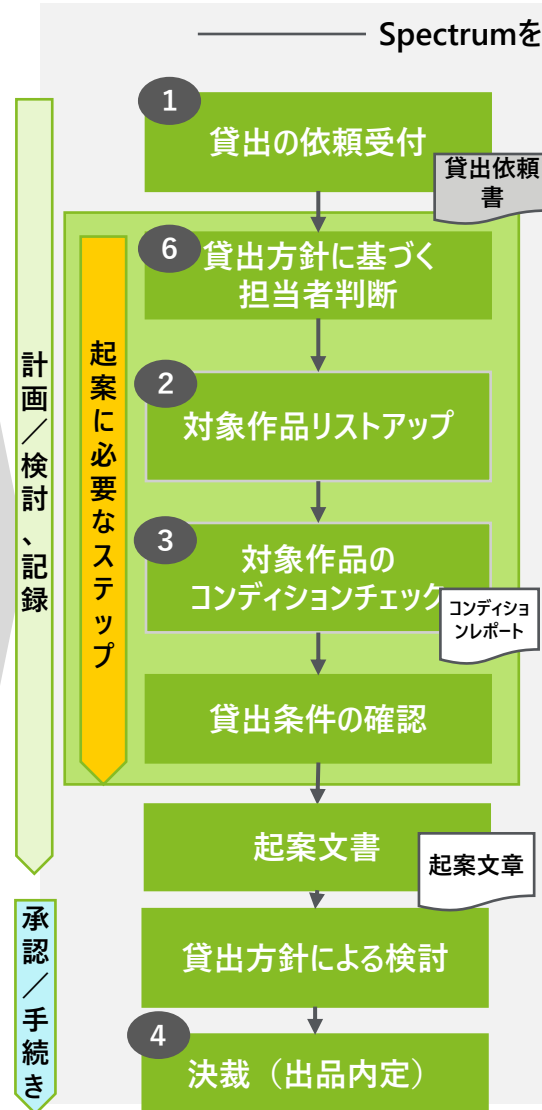 Spectrumを
1
貸出の依頼受付
貸出依頼
書
計画／検討、記録
起案に必要なステップ
6
貸出方針に基づく
担当者判断
2
対象作品リストアップ
3
対象作品の
コンディションチェック
コンディショ
ンレポート
貸出条件の確認
起案文書
起案文章
承認／手続き
貸出方針による検討
4
決裁（出品内定）